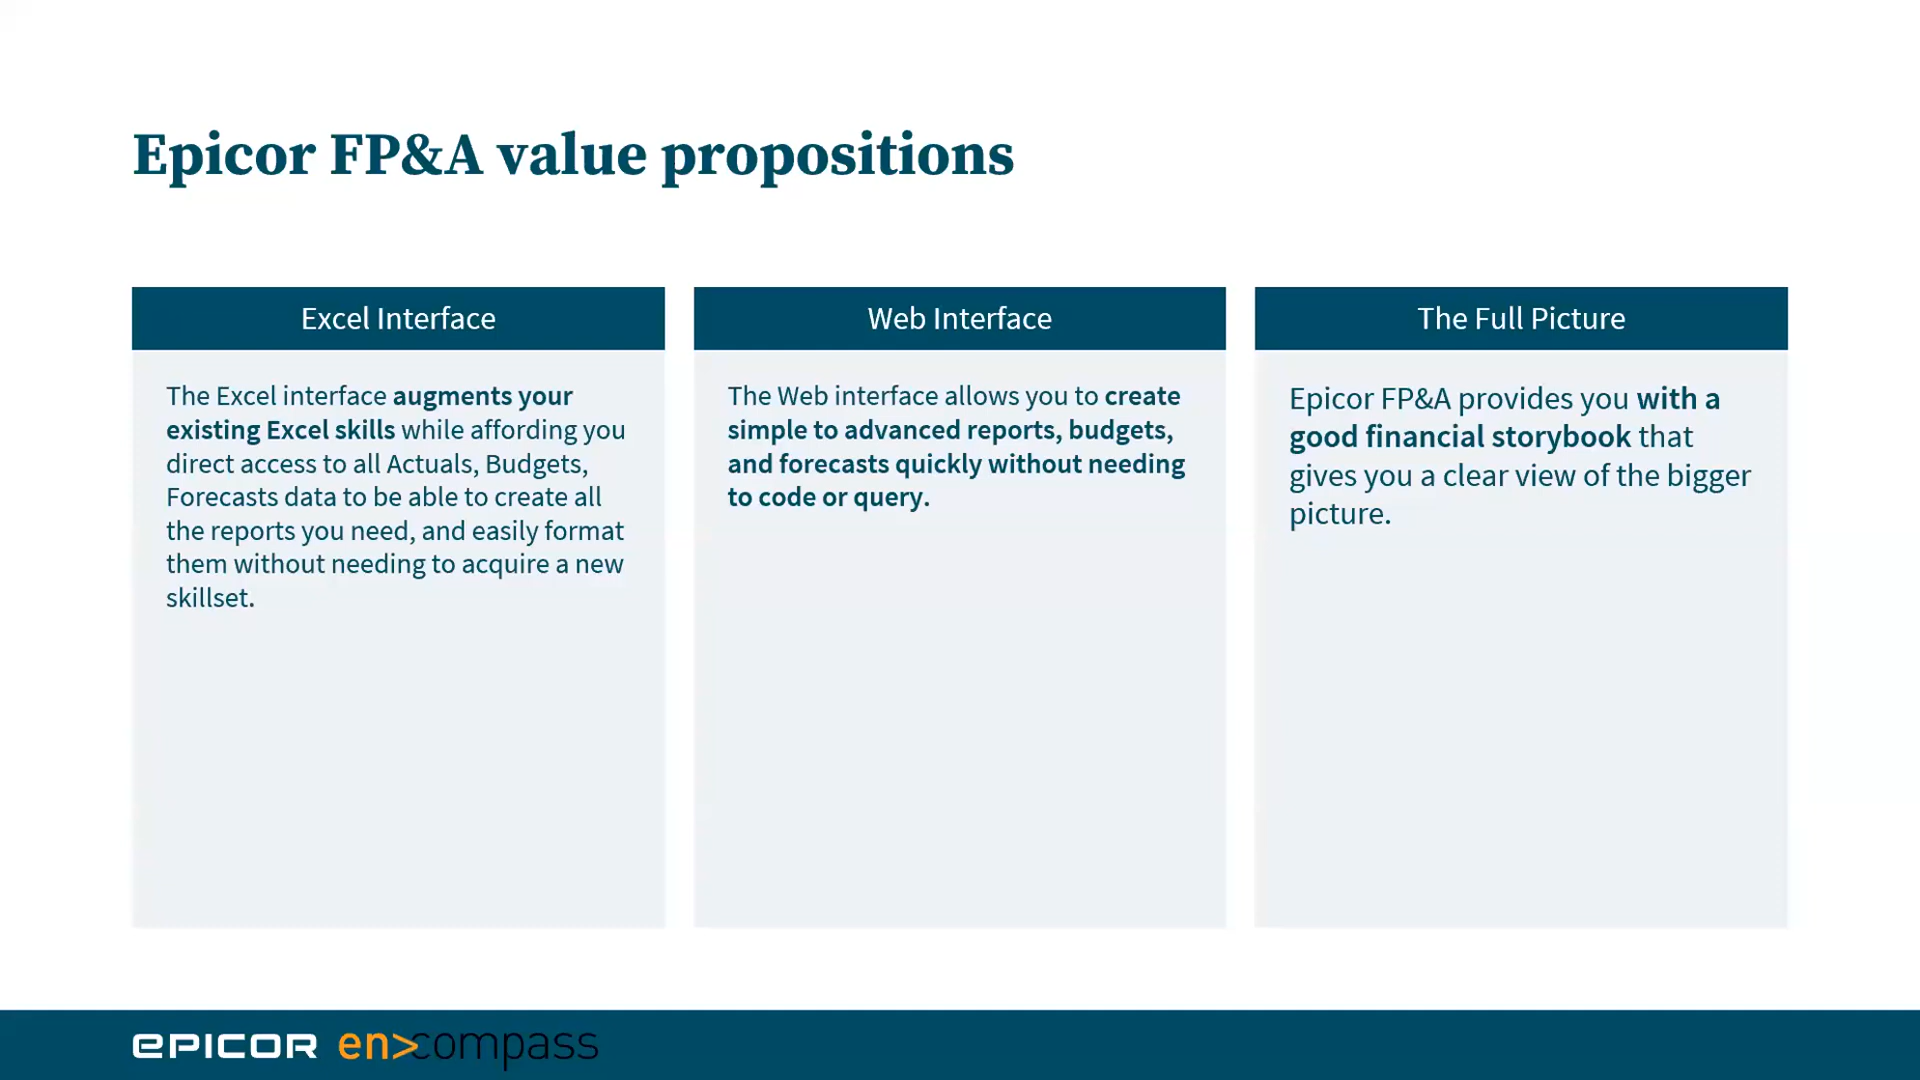 Epicor FP&A value propositions
Excel Interface
The Excel interface augments your
existing Excel skills while affording you
direct access to all Actuals, Budgets,
Forecasts data to be able to create all
the reports you need, and easily format
them without needing to acquire a new
skillset.
Web Interface
The Web interface allows you to create
simple to advanced reports, budgets,
and forecasts quickly without needing
to code or query.
The Full Picture
Epicor FP&A provides you with a
good financial storybook that
gives you a clear view of the bigger
picture.
EPICOR en>compass